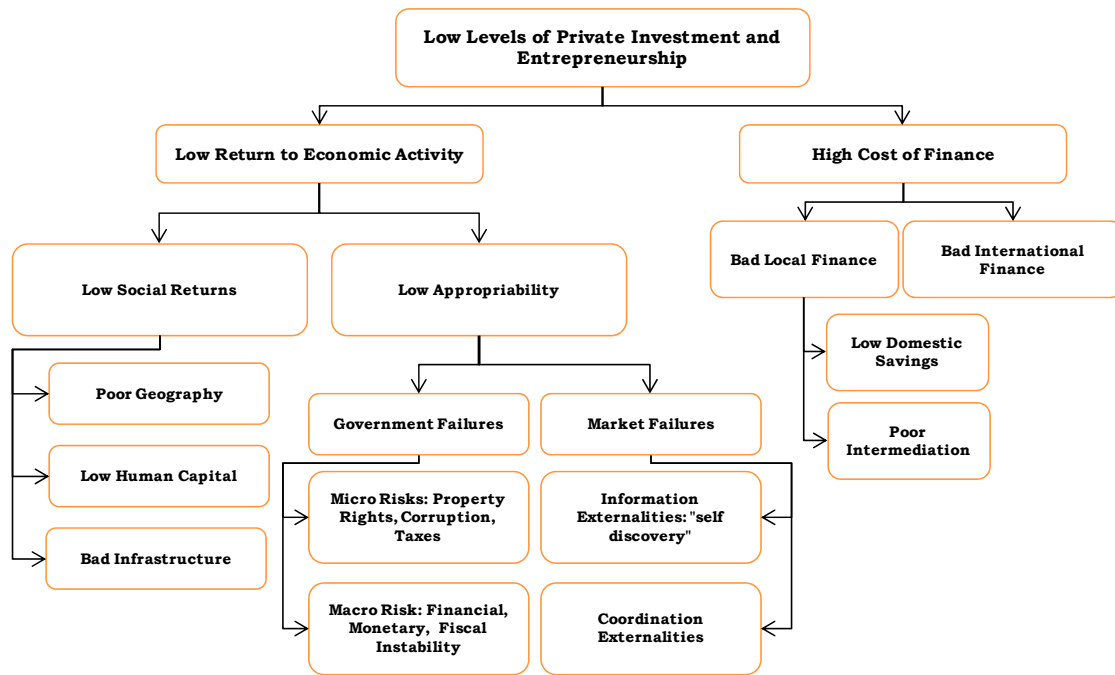 Low Levels of Private Investment and
Entrepreneurship
Low Return to Economic Activity
High Cost of Finance
Low Social Returns
Low Appropriability
Bad Local Finance
Bad International
Finance
Low Domestic
Savings
Poor Geography
Government Failures
Market Failures
Poor
Intermediation
Low Human Capital
Micro Risks: Property
Rights, Corruption,
Taxes
Information
Externalities: "self
discovery"
Bad Infrastructure
Macro Risk: Financial,
Monetary, Fiscal
Instability
Coordination
Externalities